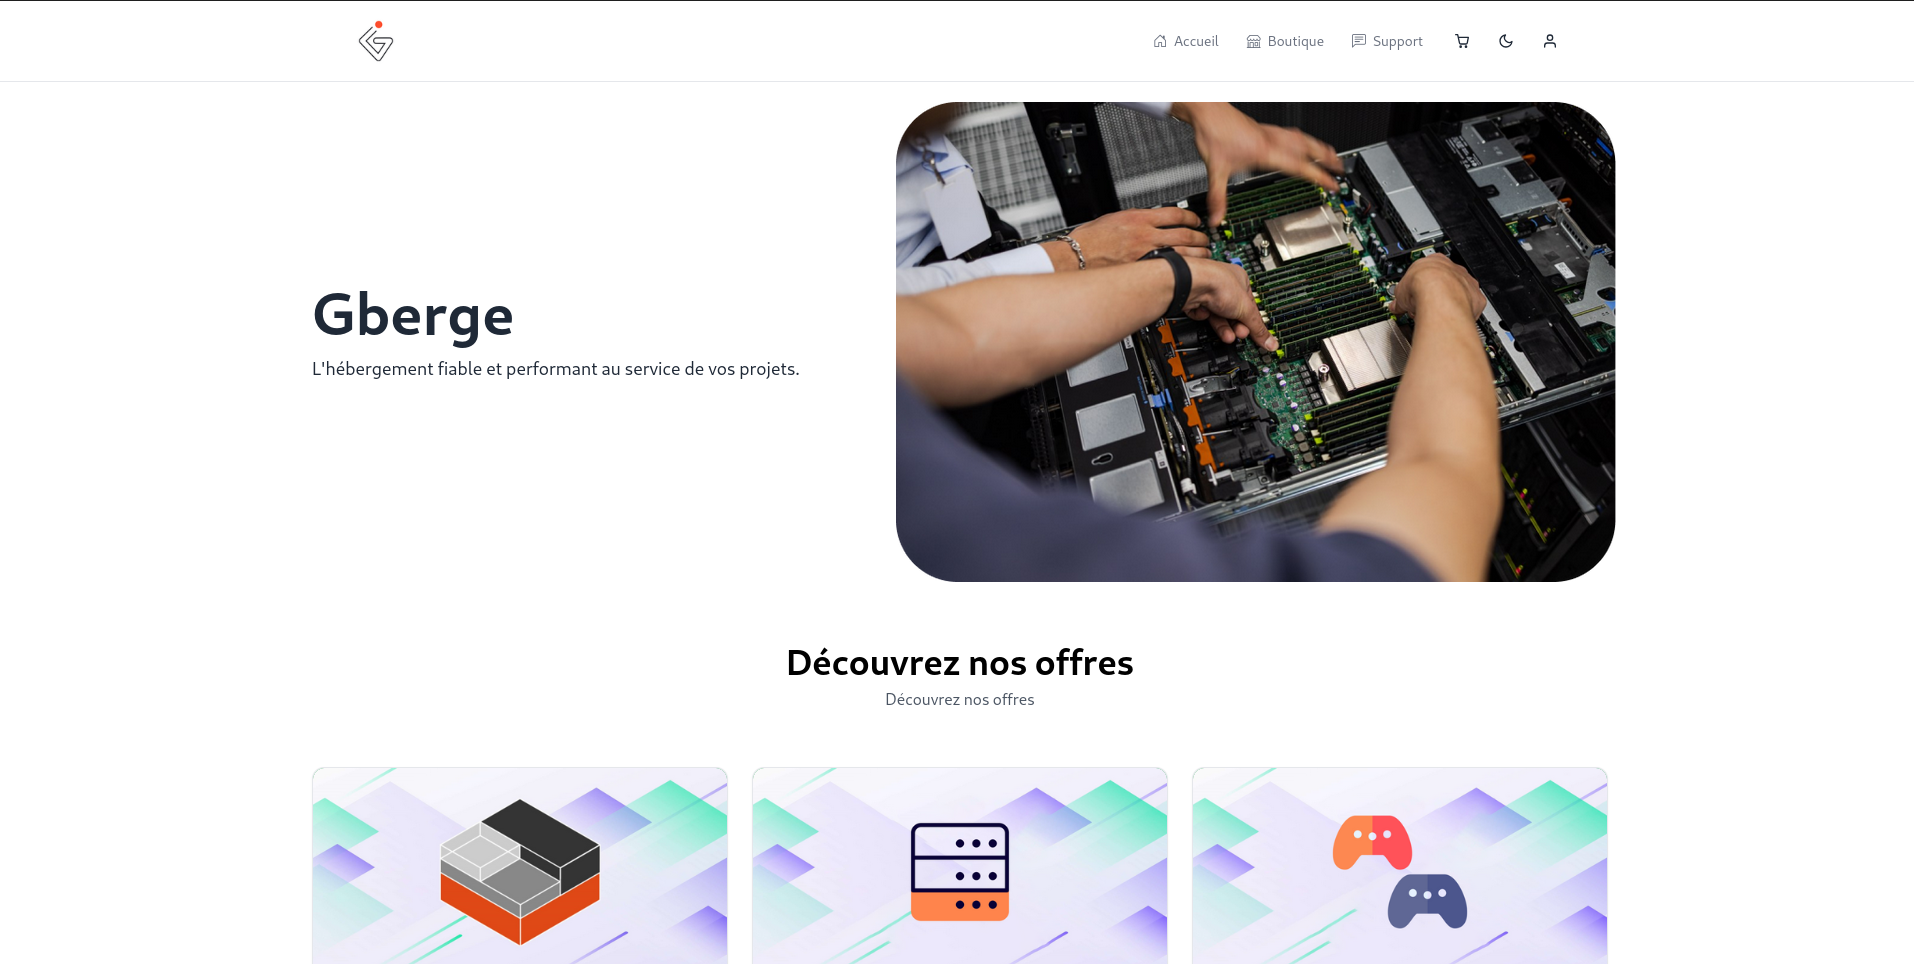 Accueil
Boutique
Support
Gberge
L'hébergement fiable et performant au service de vos projets.
Découvrez nos offres
Découvrez nos offres